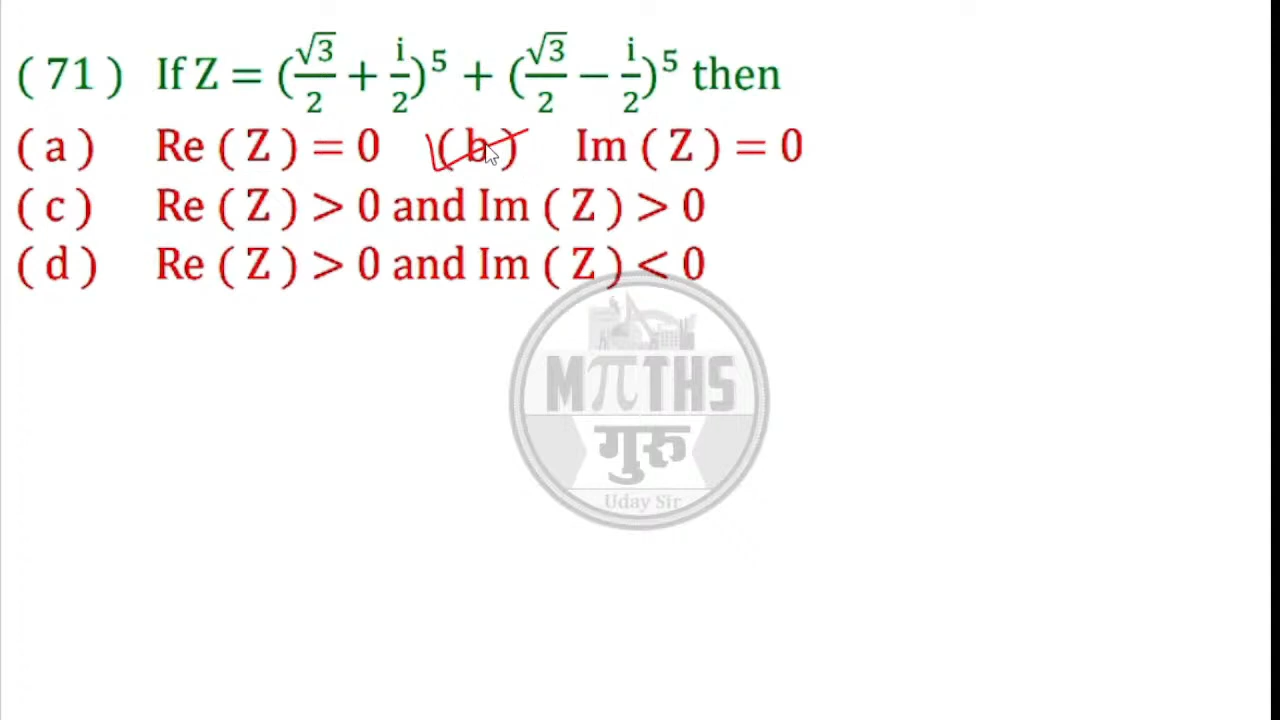 ( 71 ) If Z = (√3/2 + i/2)⁵ + (√3/2 − i/2)⁵ then
( a ) Re ( Z ) = 0 ( b ) Im ( Z ) = 0
( c ) Re ( Z ) > 0 and Im ( Z ) > 0
( d ) Re ( Z ) > 0 and Im ( Z ) < 0
MπTHS
गुरु
Uday Sir